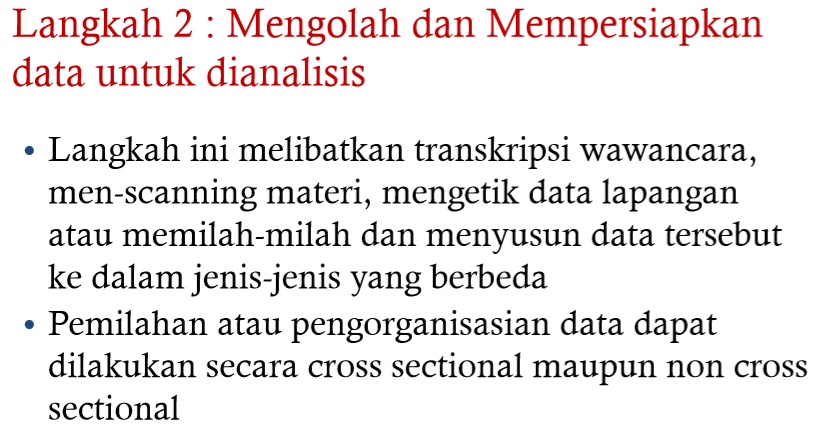 Langkah 2 : Mengolah dan Mempersiapkan
data untuk dianalisis
• Langkah ini melibatkan transkripsi wawancara,
men-scanning materi, mengetik data lapangan
atau memilah-milah dan menyusun data tersebut
ke dalam jenis-jenis yang berbeda
• Pemilahan atau pengorganisasian data dapat
dilakukan secara cross sectional maupun non cross
sectional